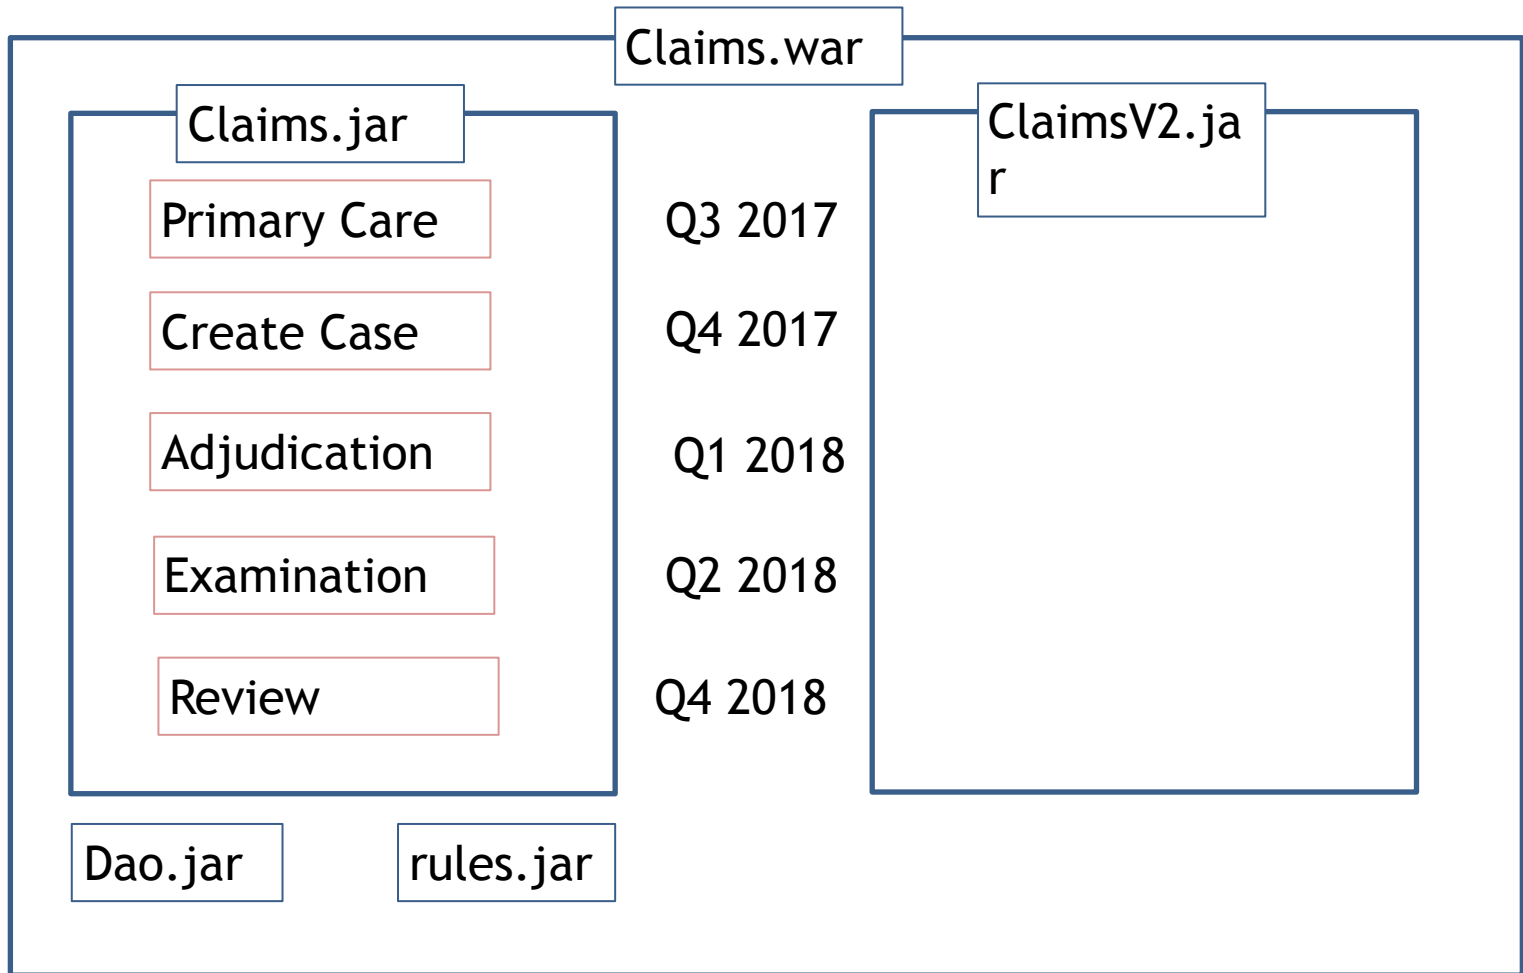 Claims.war
Claims.jar
ClaimsV2.ja
r
Primary Care
Q3 2017
Create Case
Q4 2017
Adjudication
Q1 2018
Examination
Q2 2018
Review
Q4 2018
Dao.jar
rules.jar